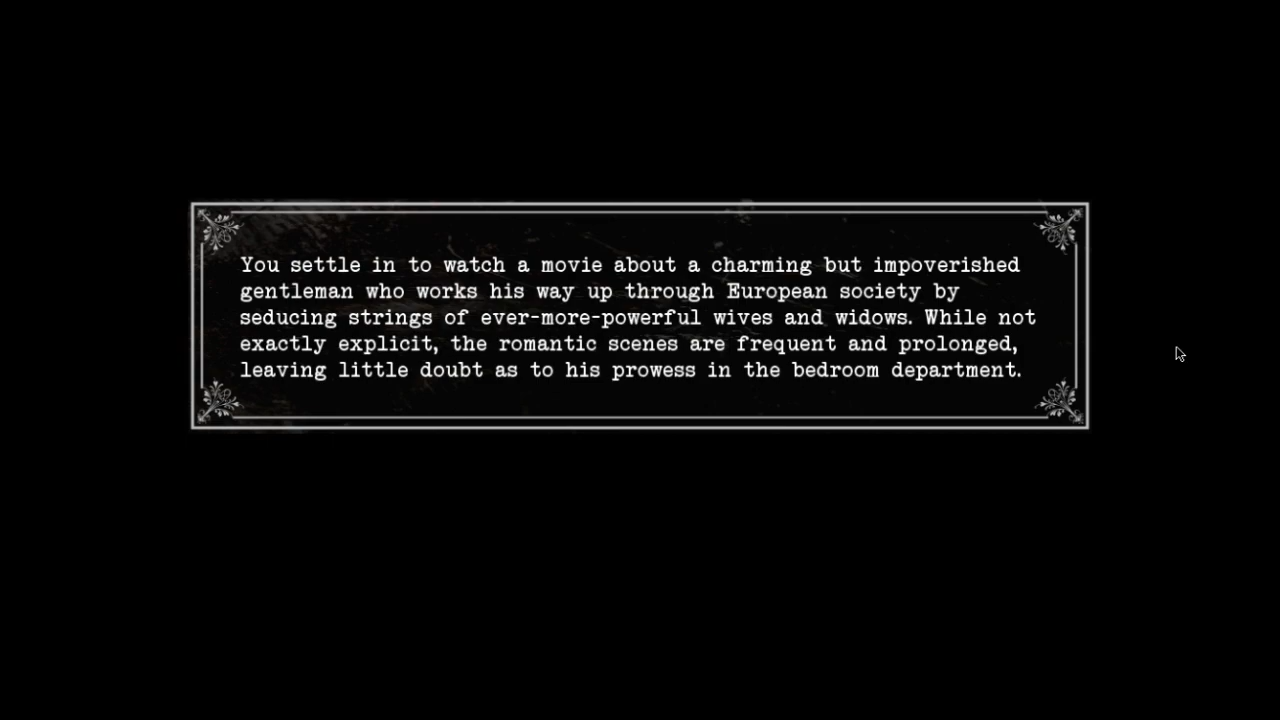 You settle in to watch a movie about a charming but impoverished
gentleman who works his way up through European society by
seducing strings of ever-more-powerful wives and widows. While not
exactly explicit, the romantic scenes are frequent and prolonged,
leaving little doubt as to his prowess in the bedroom department.